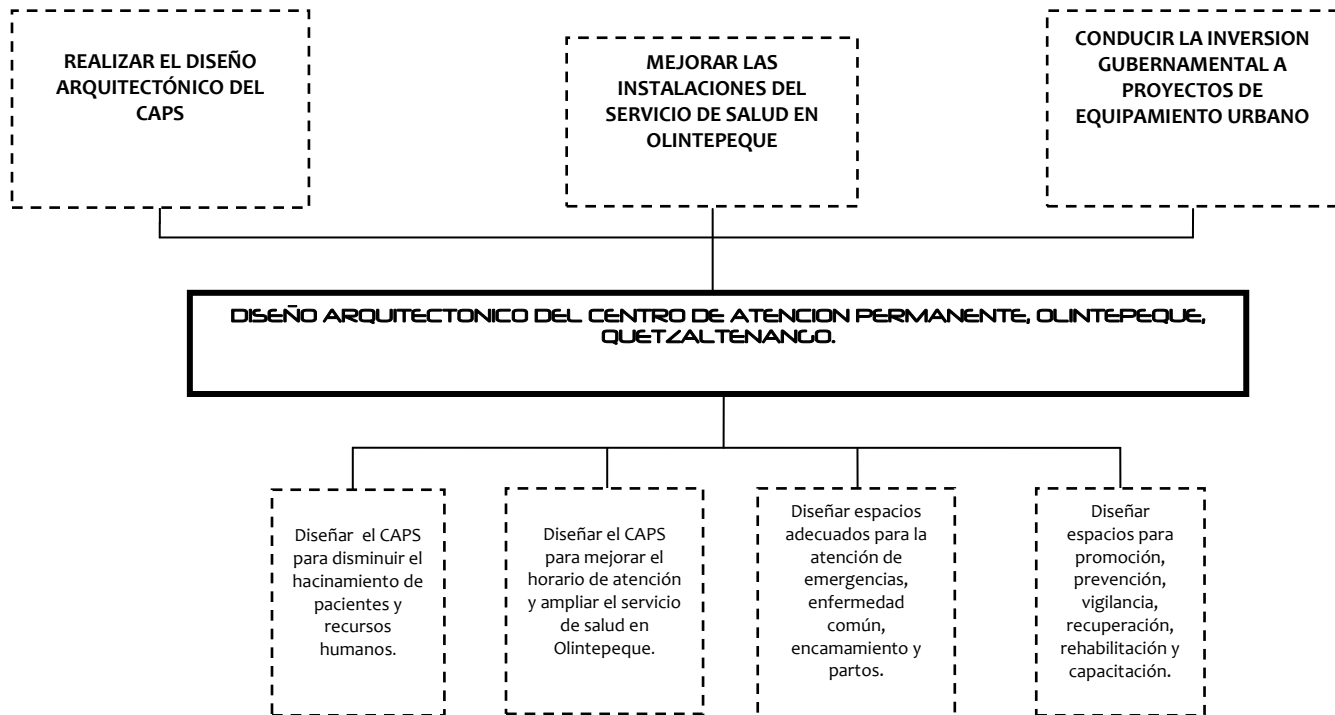 REALIZAR EL DISEÑO
ARQUITECTÓNICO DEL
CAPS
MEJORAR LAS
INSTALACIONES DEL
SERVICIO DE SALUD EN
OLINTEPEQUE
CONDUCIR LA INVERSION
GUBERNAMENTAL A
PROYECTOS DE
EQUIPAMIENTO URBANO
DISEÑO ARQUITECTONICO DEL CENTRO DE ATENCION PERMANENTE, OLINTEPEQUE,
QUETZALTENANGO.
Diseñar el CAPS
para disminuir el
hacinamiento de
pacientes y
recursos
humanos.
Diseñar el CAPS
para mejorar el
horario de atención
y ampliar el servicio
de salud en
Olintepeque.
Diseñar espacios
adecuados para la
atención de
emergencias,
enfermedad
común,
encamamiento y
partos.
Diseñar
espacios para
promoción,
prevención,
vigilancia,
recuperación,
rehabilitación y
capacitación.